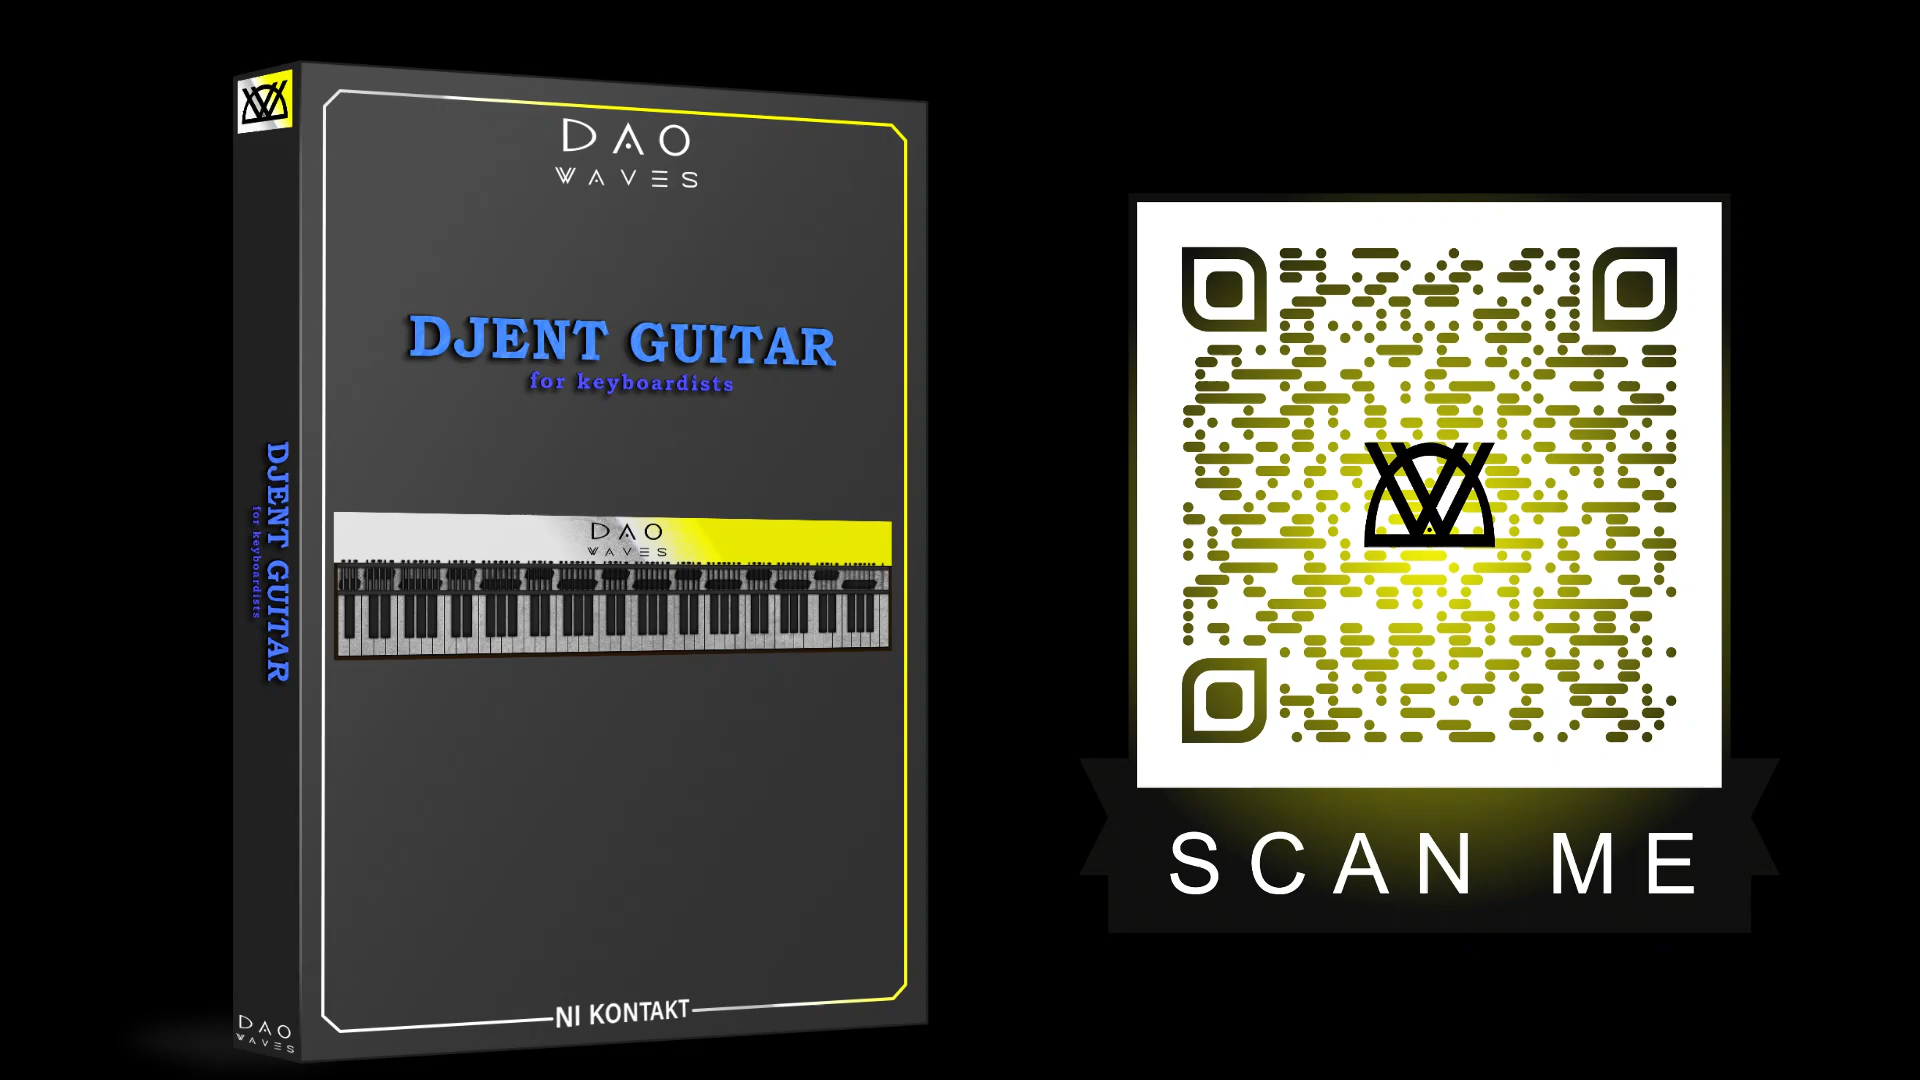 DAO
WAVES
DJENT GUITAR
for keyboardists
DAO
WAVES
NI KONTAKT
DJENT GUITAR
for keyboardists
DAO
WAVES
SCAN ME